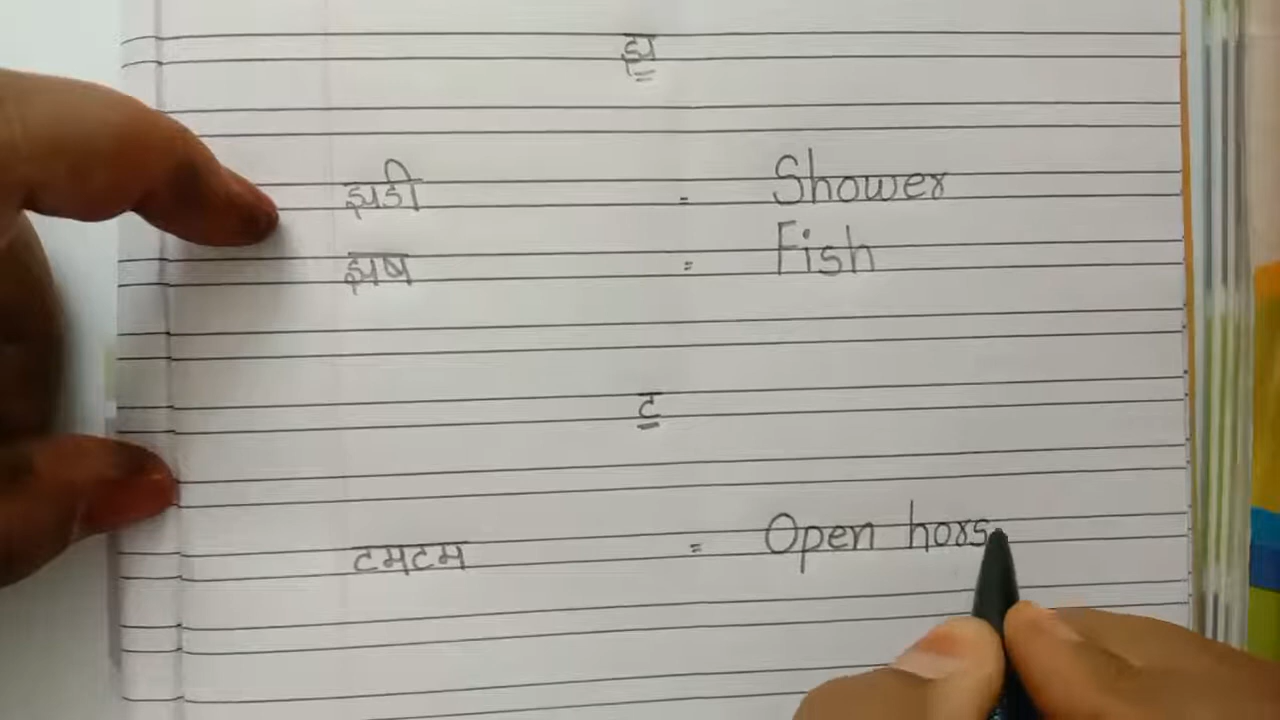 झ
झडी = Shower
झष = Fish
ट
टमटम = Open hors